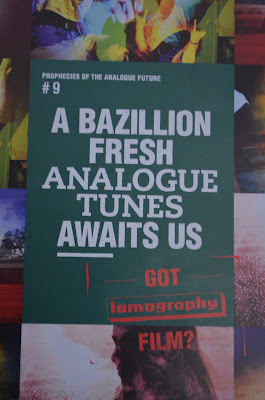 PROPHECIES OF THE ANALOGUE FUTURE
#9
A BAZILLION
FRESH
ANALOGUE
TUNES
AWAITS US
GOT
lomography
FILM?